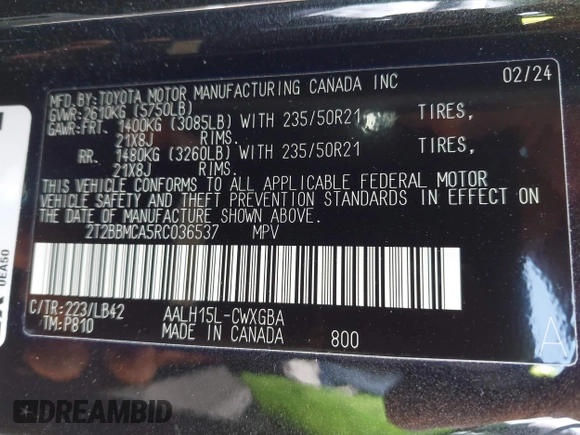 MFD.BY:TOYOTA MOTOR MANUFACTURING CANADA INC 02/24
GVWR:2610KG (5750LB)
GAWR:FRT. 1400KG (3085LB) WITH 235/50R21 TIRES,
21X8J RIMS.
RR. 1480KG (3260LB) WITH 235/50R21 TIRES,
21X8J RIMS.
THIS VEHICLE CONFORMS TO ALL APPLICABLE FEDERAL MOTOR
VEHICLE SAFETY AND THEFT PREVENTION STANDARDS IN EFFECT ON
THE DATE OF MANUFACTURE SHOWN ABOVE.
2T2BBMCA5RC036537 MPV
C/TR:223/LB42 AALH15L-CWXGBA
TM:P810 MADE IN CANADA 800 A
0EA50
DREAMBID